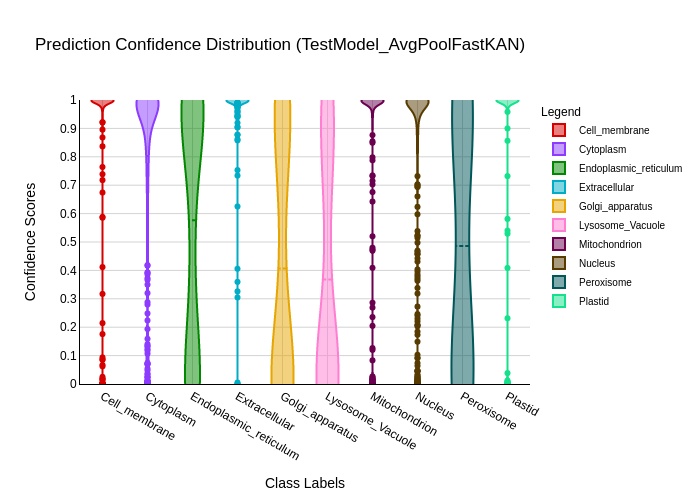 Prediction Confidence Distribution (TestModel_AvgPoolFastKAN)
Legend
Cell_membrane
Cytoplasm
Endoplasmic_reticulum
Extracellular
Golgi_apparatus
Lysosome_Vacuole
Mitochondrion
Nucleus
Peroxisome
Plastid
Confidence Scores
1
0.9
0.8
0.7
0.6
0.5
0.4
0.3
0.2
0.1
0
Cell_membrane
Cytoplasm
Endoplasmic_reticulum
Extracellular
Golgi_apparatus
Lysosome_Vacuole
Mitochondrion
Nucleus
Peroxisome
Plastid
Class Labels